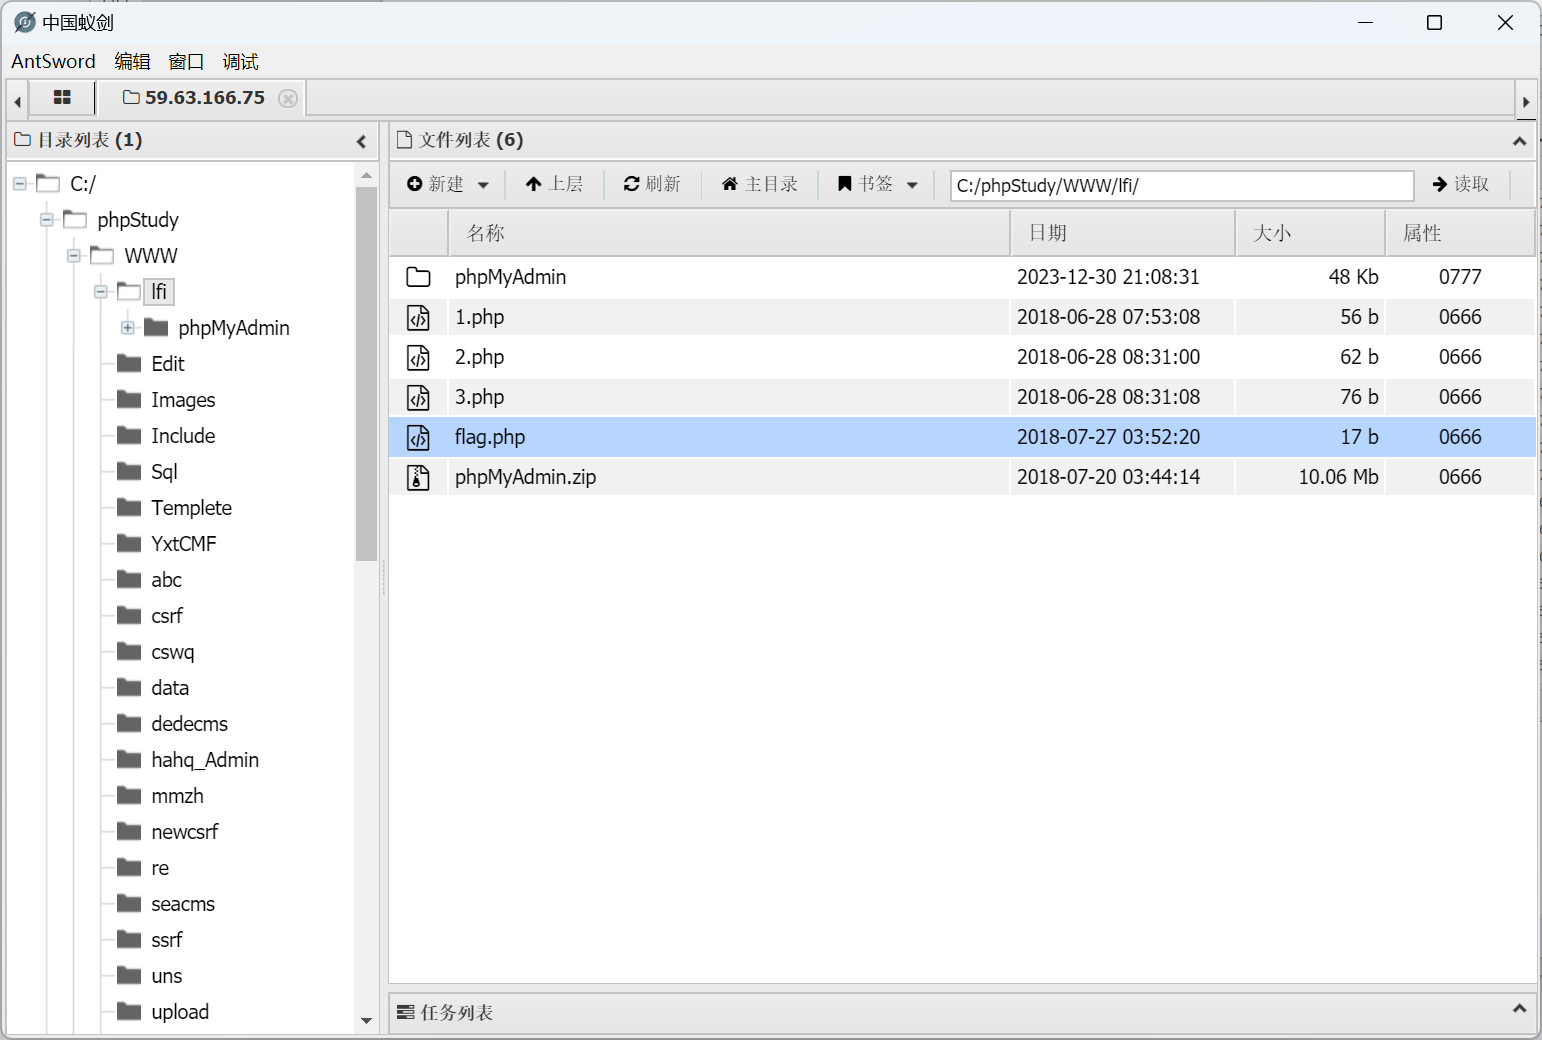 中国蚁剑
AntSword 编辑 窗口 调试
59.63.166.75
目录列表 (1)
C:/
phpStudy
WWW
lfi
phpMyAdmin
Edit
Images
Include
Sql
Templete
YxtCMF
abc
csrf
cswq
data
dedecms
hahq_Admin
mmzh
newcsrf
re
seacms
ssrf
uns
upload
文件列表 (6)
新建 上层 刷新 主目录 书签 C:/phpStudy/WWW/lfi/ 读取
名称 日期 大小 属性
phpMyAdmin 2023-12-30 21:08:31 48 Kb 0777
1.php 2018-06-28 07:53:08 56 b 0666
2.php 2018-06-28 08:31:00 62 b 0666
3.php 2018-06-28 08:31:08 76 b 0666
flag.php 2018-07-27 03:52:20 17 b 0666
phpMyAdmin.zip 2018-07-20 03:44:14 10.06 Mb 0666
任务列表